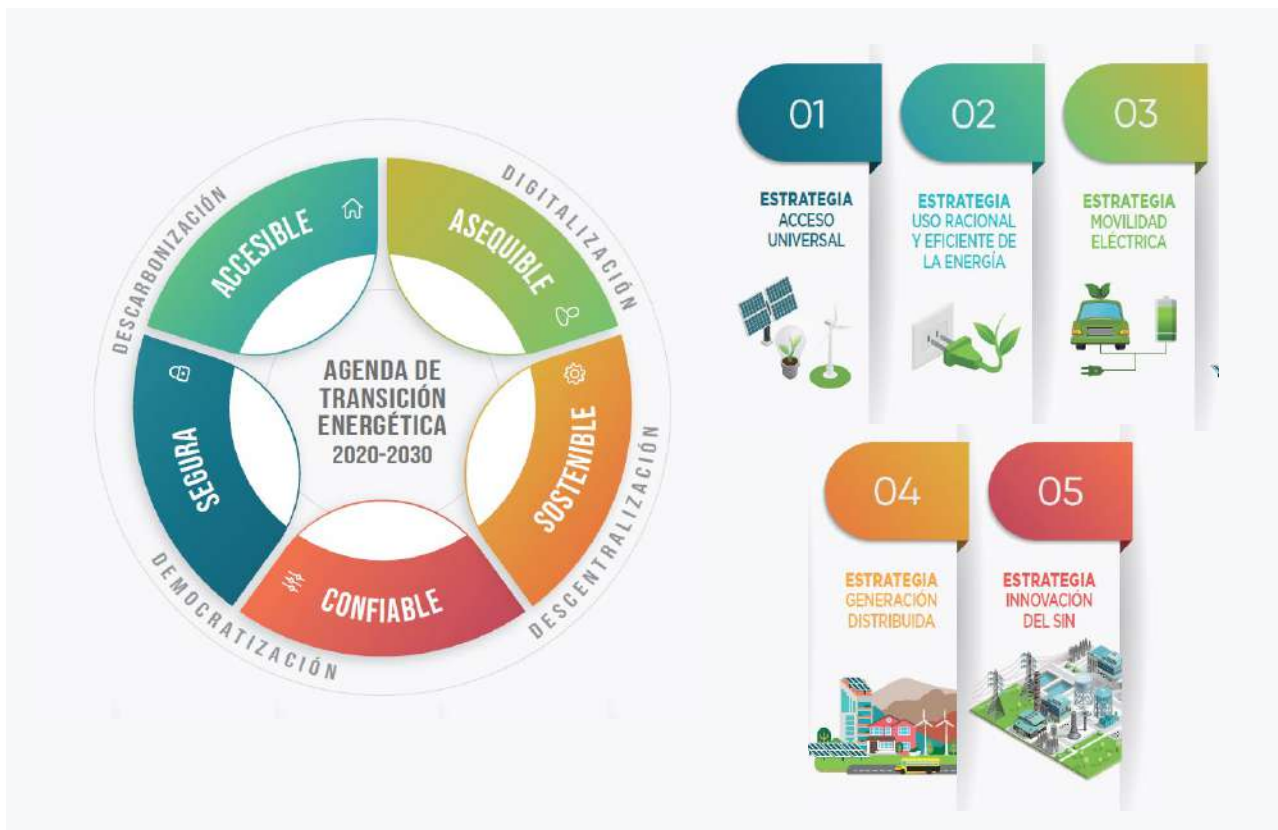 DESCARBONIZACIÓN
DIGITALIZACIÓN
DESCENTRALIZACIÓN
DEMOCRATIZACIÓN
ACCESIBLE
ASEQUIBLE
SOSTENIBLE
CONFIABLE
SEGURA
AGENDA DE
TRANSICIÓN
ENERGÉTICA
2020-2030
01
ESTRATEGIA
ACCESO
UNIVERSAL
02
ESTRATEGIA
USO RACIONAL
Y EFICIENTE DE
LA ENERGÍA
03
ESTRATEGIA
MOVILIDAD
ELÉCTRICA
04
ESTRATEGIA
GENERACIÓN
DISTRIBUIDA
05
ESTRATEGIA
INNOVACIÓN
DEL SIN